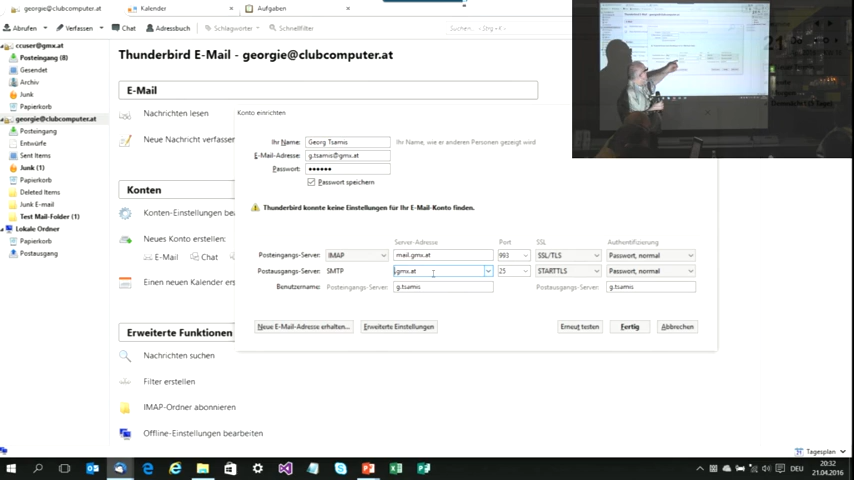 georgie@clubcomputer.at
Kalender
Aufgaben
Abrufen
Verfassen
Chat
Adressbuch
Schlagwörter
Schnellfilter
Suchen...
ccuser@gmx.at
Posteingang (8)
Gesendet
Archiv
Junk
Papierkorb
georgie@clubcomputer.at
Posteingang
Entwürfe
Sent Items
Junk (1)
Papierkorb
Deleted Items
Junk E-mail
Test Mail-Folder (1)
Lokale Ordner
Papierkorb
Postausgang
Thunderbird E-Mail - georgie@clubcomputer.at
E-Mail
Nachrichten lesen
Neue Nachricht verfassen
Konten
Konten-Einstellungen be
Neues Konto erstellen:
E-Mail
Chat
Einen neuen Kalender
Erweiterte Funktionen
Nachrichten suchen
Filter erstellen
IMAP-Ordner abonnieren
Offline-Einstellungen bearbeiten
Konto einrichten
Ihr Name: Georg Tsamis Ihr Name, wie er anderen Personen gezeigt wird
E-Mail-Adresse: g.tsamis@gmx.at
Passwort: ••••••
Passwort speichern
Thunderbird konnte keine Einstellungen für Ihr E-Mail-Konto finden.
Server-Adresse Port SSL Authentifizierung
Posteingangs-Server: IMAP mail.gmx.at 993 SSL/TLS Passwort, normal
Postausgangs-Server: SMTP .gmx.at 25 STARTTLS Passwort, normal
Benutzername: Posteingangs-Server: g.tsamis Postausgangs-Server: g.tsamis
Neue E-Mail-Adresse erhalten... Erweiterte Einstellungen Erneut testen Fertig Abbrechen
Tagesplan
DEU
20:32
21.04.2016